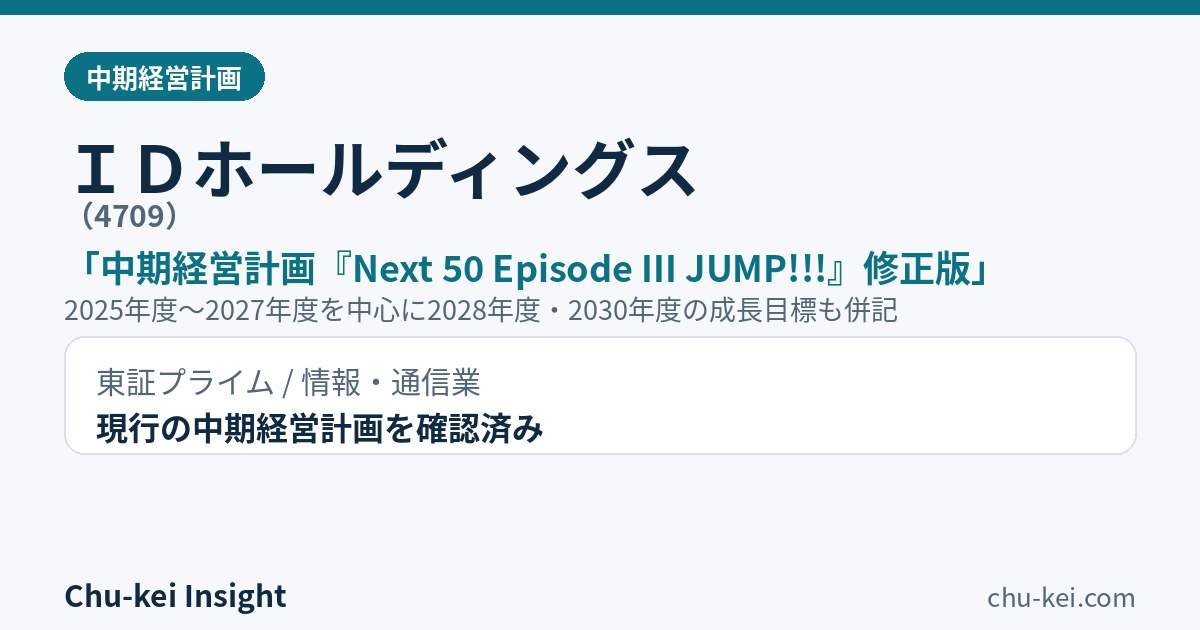 中期経営計画
ＩＤホールディングス
（4709）
「中期経営計画『Next 50 Episode III JUMP!!!』修正版」
2025年度～2027年度を中心に2028年度・2030年度の成長目標も併記
東証プライム / 情報・通信業
現行の中期経営計画を確認済み
Chu-kei Insight
chu-kei.com